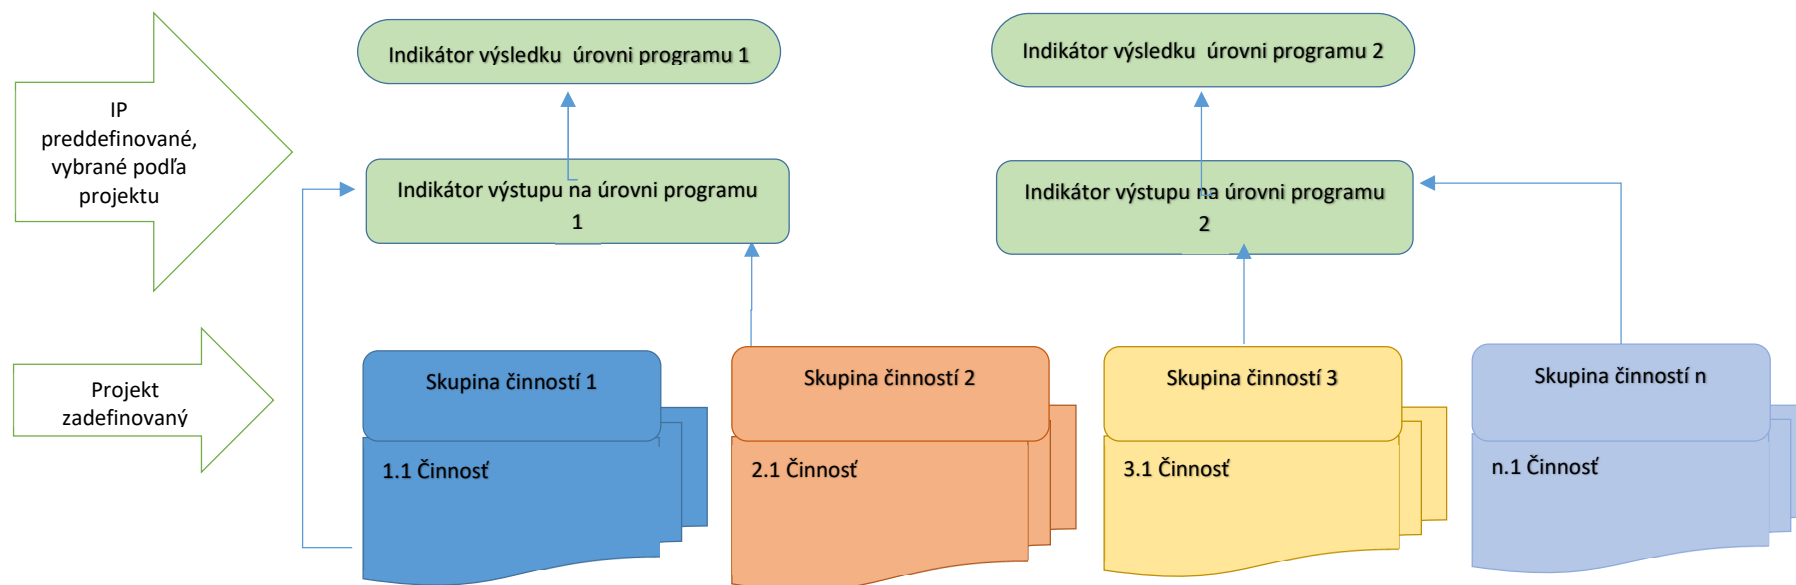 Indikátor výsledku  úrovni programu 1
Indikátor výsledku  úrovni programu 2
IP
preddefinované,
vybrané podľa
projektu
Indikátor výstupu na úrovni programu
1
Indikátor výstupu na úrovni programu
2
Projekt
zadefinovaný
Skupina činností 1
Skupina činností 2
Skupina činností 3
Skupina činností n
1.1 Činnosť
2.1 Činnosť
3.1 Činnosť
n.1 Činnosť